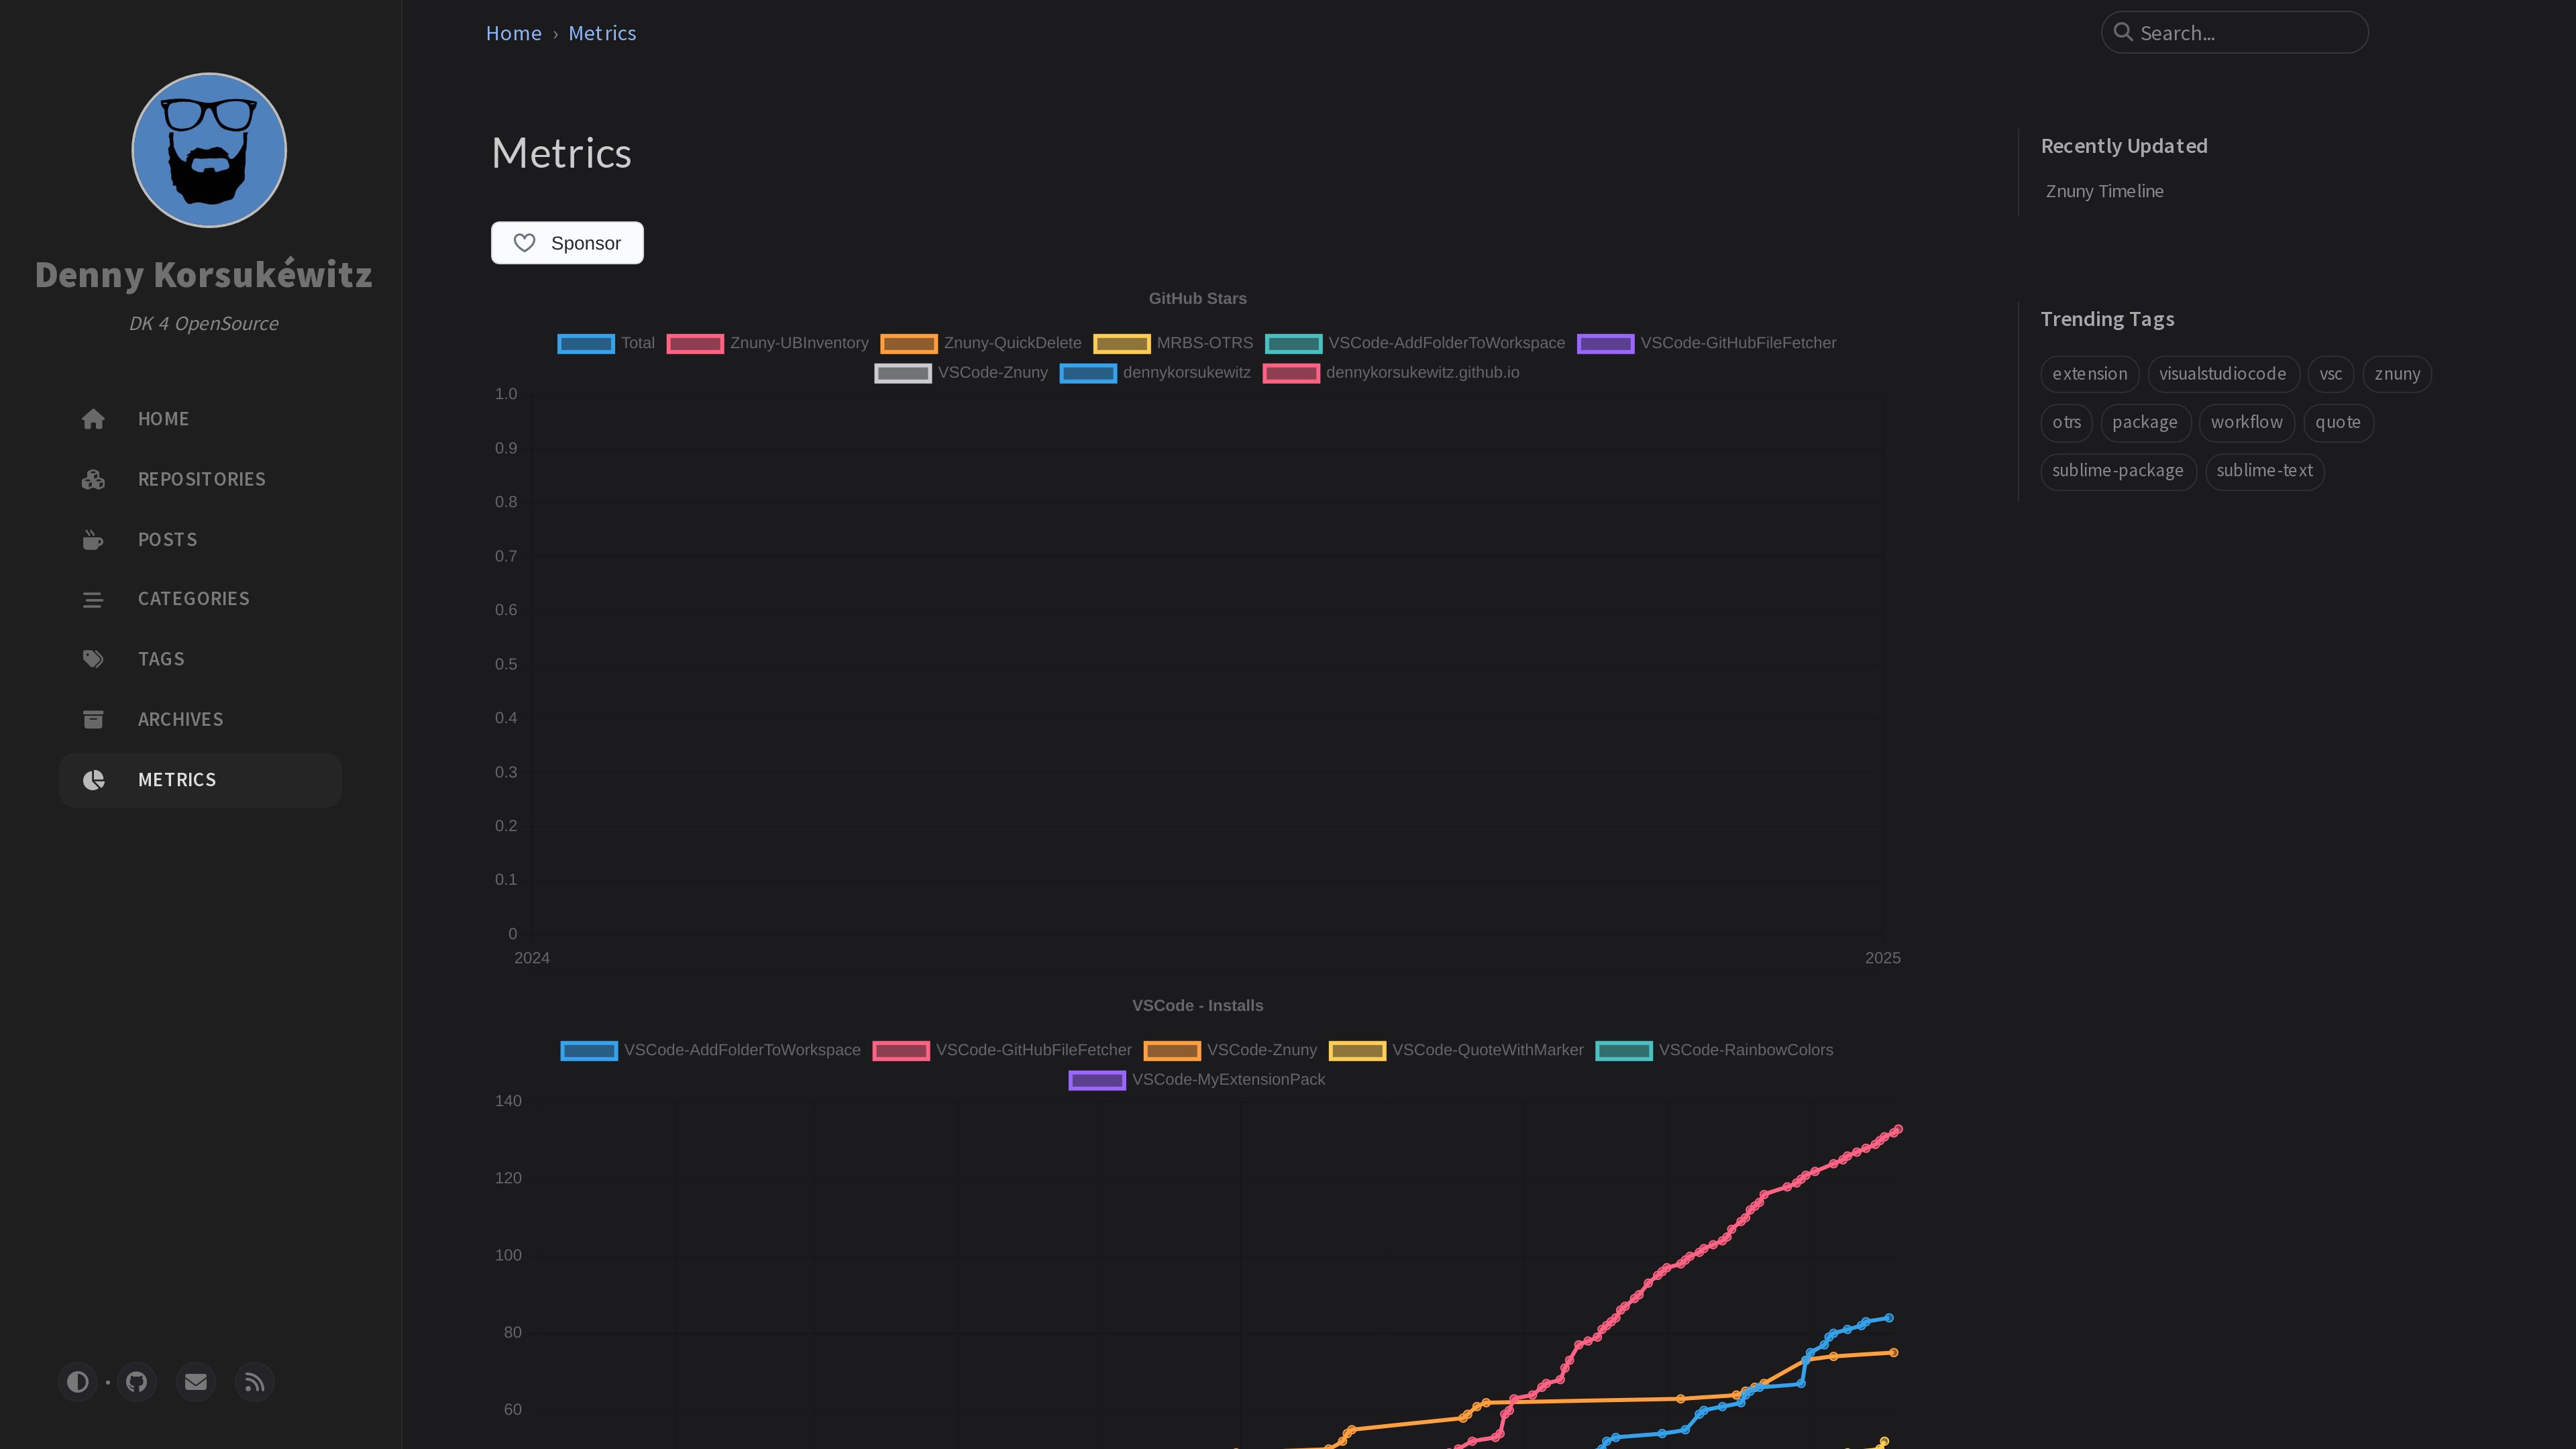 Denny Korsukéwitz
DK 4 OpenSource
HOME
REPOSITORIES
POSTS
CATEGORIES
TAGS
ARCHIVES
METRICS
Home › Metrics
Search...
Metrics
Sponsor
GitHub Stars
Total Znuny-UBInventory Znuny-QuickDelete MRBS-OTRS VSCode-AddFolderToWorkspace VSCode-GitHubFileFetcher
VSCode-Znuny dennykorsukewitz dennykorsukewitz.github.io
1.0
0.9
0.8
0.7
0.6
0.5
0.4
0.3
0.2
0.1
0
2024 2025
VSCode - Installs
VSCode-AddFolderToWorkspace VSCode-GitHubFileFetcher VSCode-Znuny VSCode-QuoteWithMarker VSCode-RainbowColors
VSCode-MyExtensionPack
140
120
100
80
60
Recently Updated
Znuny Timeline
Trending Tags
extension visualstudiocode vsc znuny
otrs package workflow quote
sublime-package sublime-text